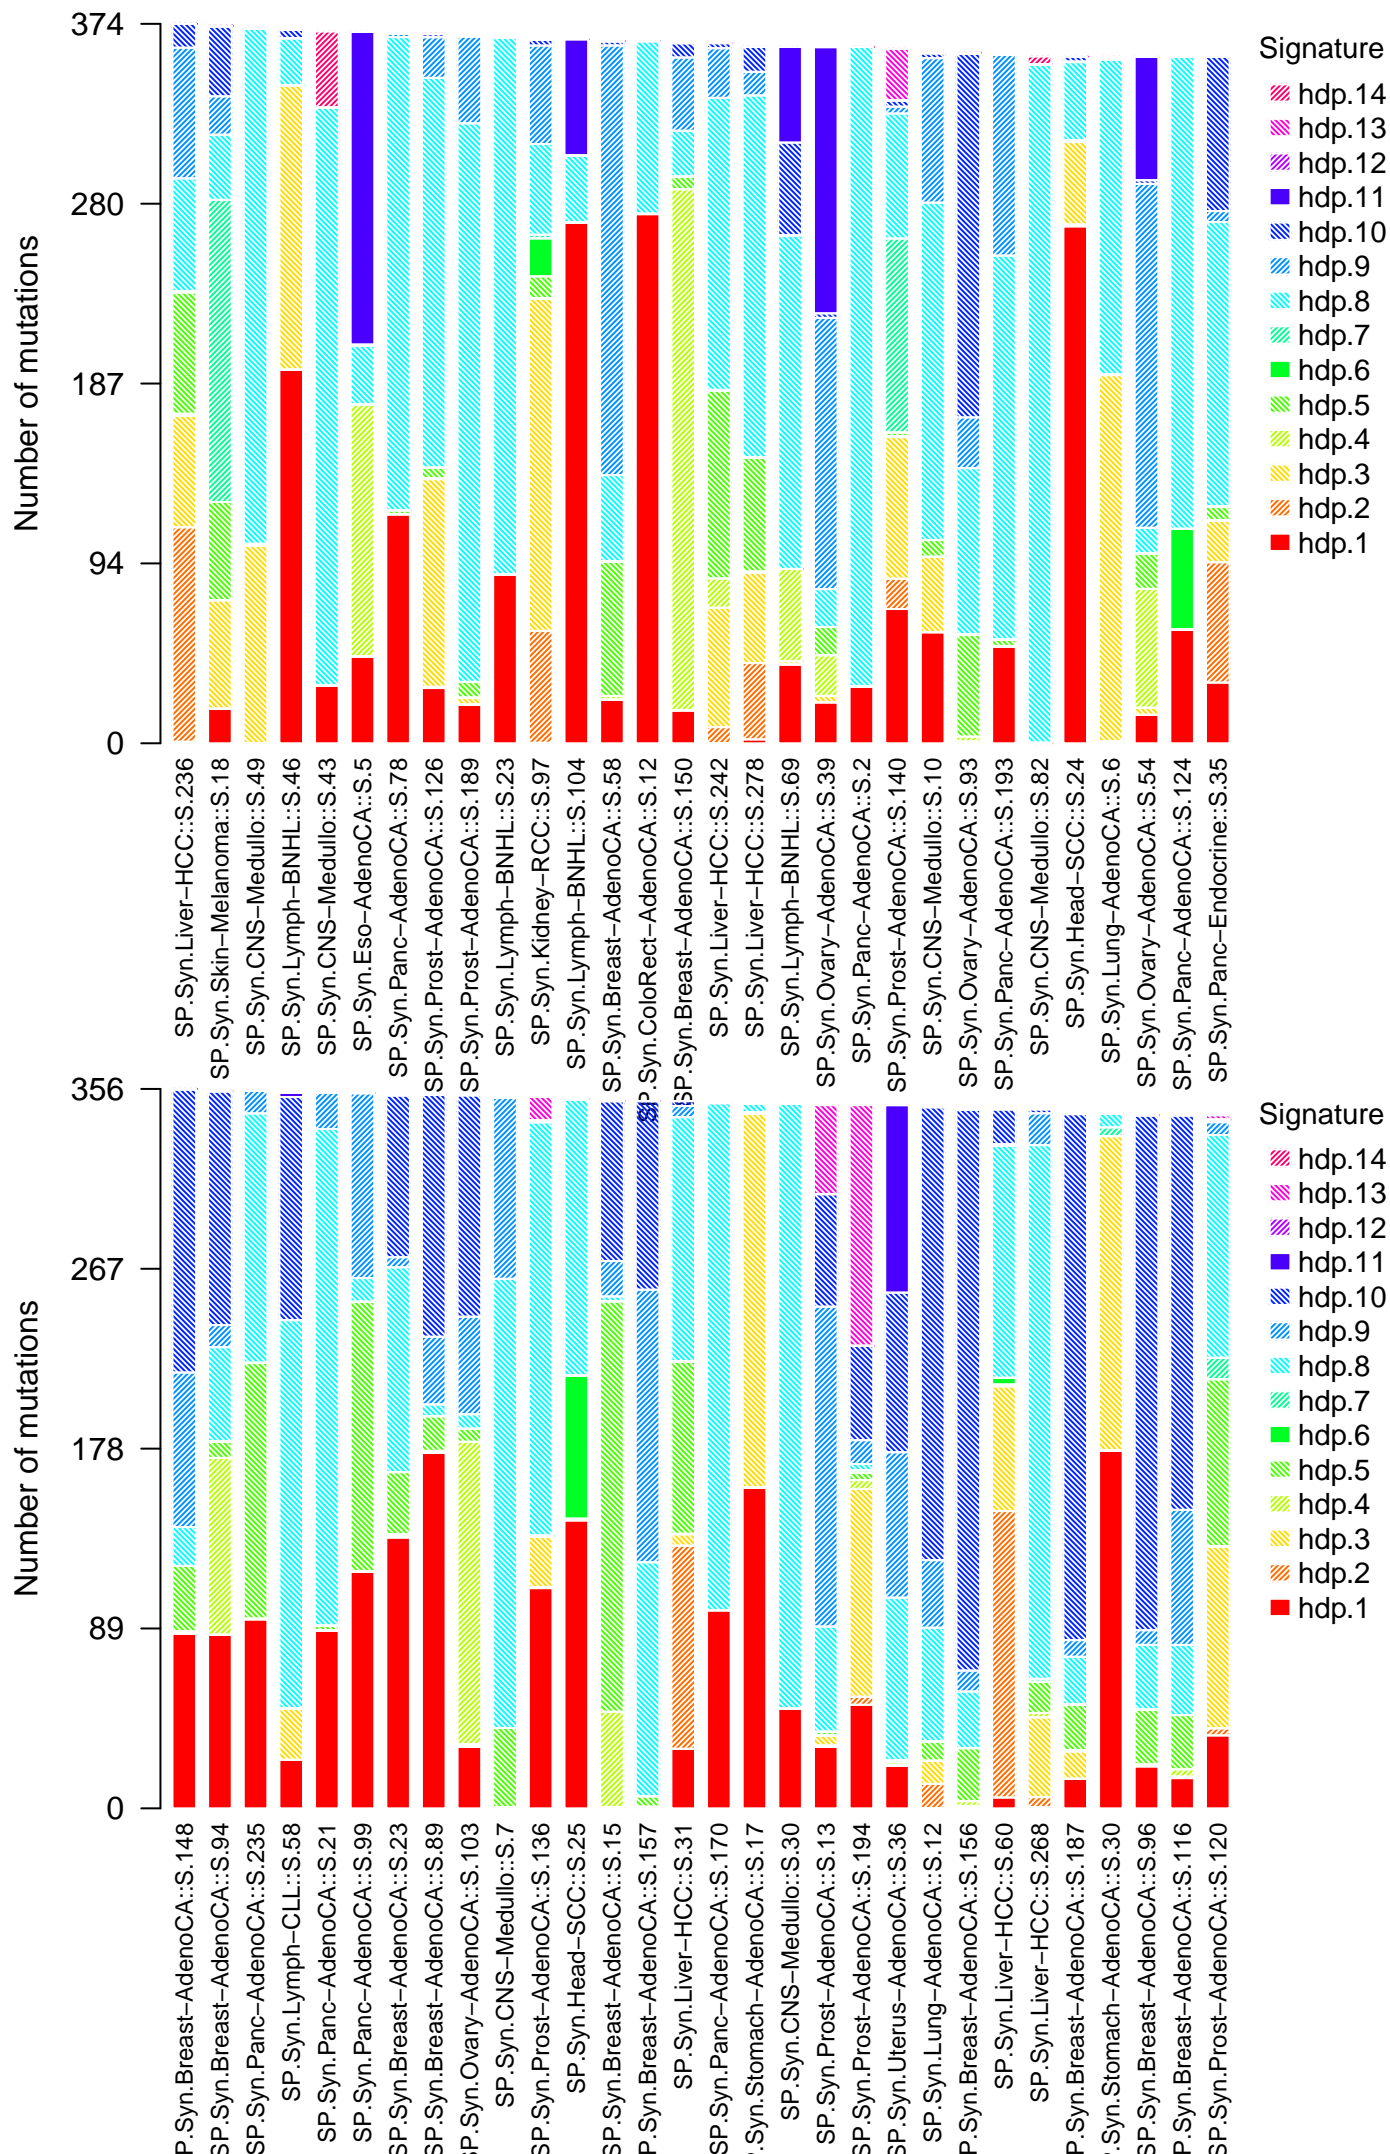 Number of mutations
374
280
187
94
0
Signature
hdp.14
hdp.13
hdp.12
hdp.11
hdp.10
hdp.9
hdp.8
hdp.7
hdp.6
hdp.5
hdp.4
hdp.3
hdp.2
hdp.1
SP.Syn.Liver−HCC::S.236
SP.Syn.Skin−Melanoma::S.18
SP.Syn.CNS−Medullo::S.49
SP.Syn.Lymph−BNHL::S.46
SP.Syn.CNS−Medullo::S.43
SP.Syn.Eso−AdenoCA::S.5
SP.Syn.Panc−AdenoCA::S.78
SP.Syn.Prost−AdenoCA::S.126
SP.Syn.Prost−AdenoCA::S.189
SP.Syn.Lymph−BNHL::S.23
SP.Syn.Kidney−RCC::S.97
SP.Syn.Lymph−BNHL::S.104
SP.Syn.Breast−AdenoCA::S.58
SP.Syn.ColoRect−AdenoCA::S.12
SP.Syn.Breast−AdenoCA::S.150
SP.Syn.Liver−HCC::S.242
SP.Syn.Liver−HCC::S.278
SP.Syn.Lymph−BNHL::S.69
SP.Syn.Ovary−AdenoCA::S.39
SP.Syn.Panc−AdenoCA::S.2
SP.Syn.Prost−AdenoCA::S.140
SP.Syn.CNS−Medullo::S.10
SP.Syn.Ovary−AdenoCA::S.93
SP.Syn.Panc−AdenoCA::S.193
SP.Syn.CNS−Medullo::S.82
SP.Syn.Head−SCC::S.24
SP.Syn.Lung−AdenoCA::S.6
SP.Syn.Ovary−AdenoCA::S.54
SP.Syn.Panc−AdenoCA::S.124
SP.Syn.Panc−Endocrine::S.35
Number of mutations
356
267
178
89
0
Signature
hdp.14
hdp.13
hdp.12
hdp.11
hdp.10
hdp.9
hdp.8
hdp.7
hdp.6
hdp.5
hdp.4
hdp.3
hdp.2
hdp.1
P.Syn.Breast−AdenoCA::S.148
SP.Syn.Breast−AdenoCA::S.94
SP.Syn.Panc−AdenoCA::S.235
SP.Syn.Lymph−CLL::S.58
SP.Syn.Panc−AdenoCA::S.21
SP.Syn.Panc−AdenoCA::S.99
SP.Syn.Breast−AdenoCA::S.23
SP.Syn.Breast−AdenoCA::S.89
SP.Syn.Ovary−AdenoCA::S.103
SP.Syn.CNS−Medullo::S.7
SP.Syn.Prost−AdenoCA::S.136
SP.Syn.Head−SCC::S.25
SP.Syn.Breast−AdenoCA::S.15
P.Syn.Breast−AdenoCA::S.157
SP.Syn.Liver−HCC::S.31
SP.Syn.Panc−AdenoCA::S.170
P.Syn.Stomach−AdenoCA::S.17
SP.Syn.CNS−Medullo::S.30
SP.Syn.Prost−AdenoCA::S.13
SP.Syn.Prost−AdenoCA::S.194
SP.Syn.Uterus−AdenoCA::S.36
SP.Syn.Lung−AdenoCA::S.12
P.Syn.Breast−AdenoCA::S.156
SP.Syn.Liver−HCC::S.60
SP.Syn.Liver−HCC::S.268
P.Syn.Breast−AdenoCA::S.187
P.Syn.Stomach−AdenoCA::S.30
SP.Syn.Breast−AdenoCA::S.96
P.Syn.Breast−AdenoCA::S.116
SP.Syn.Prost−AdenoCA::S.120